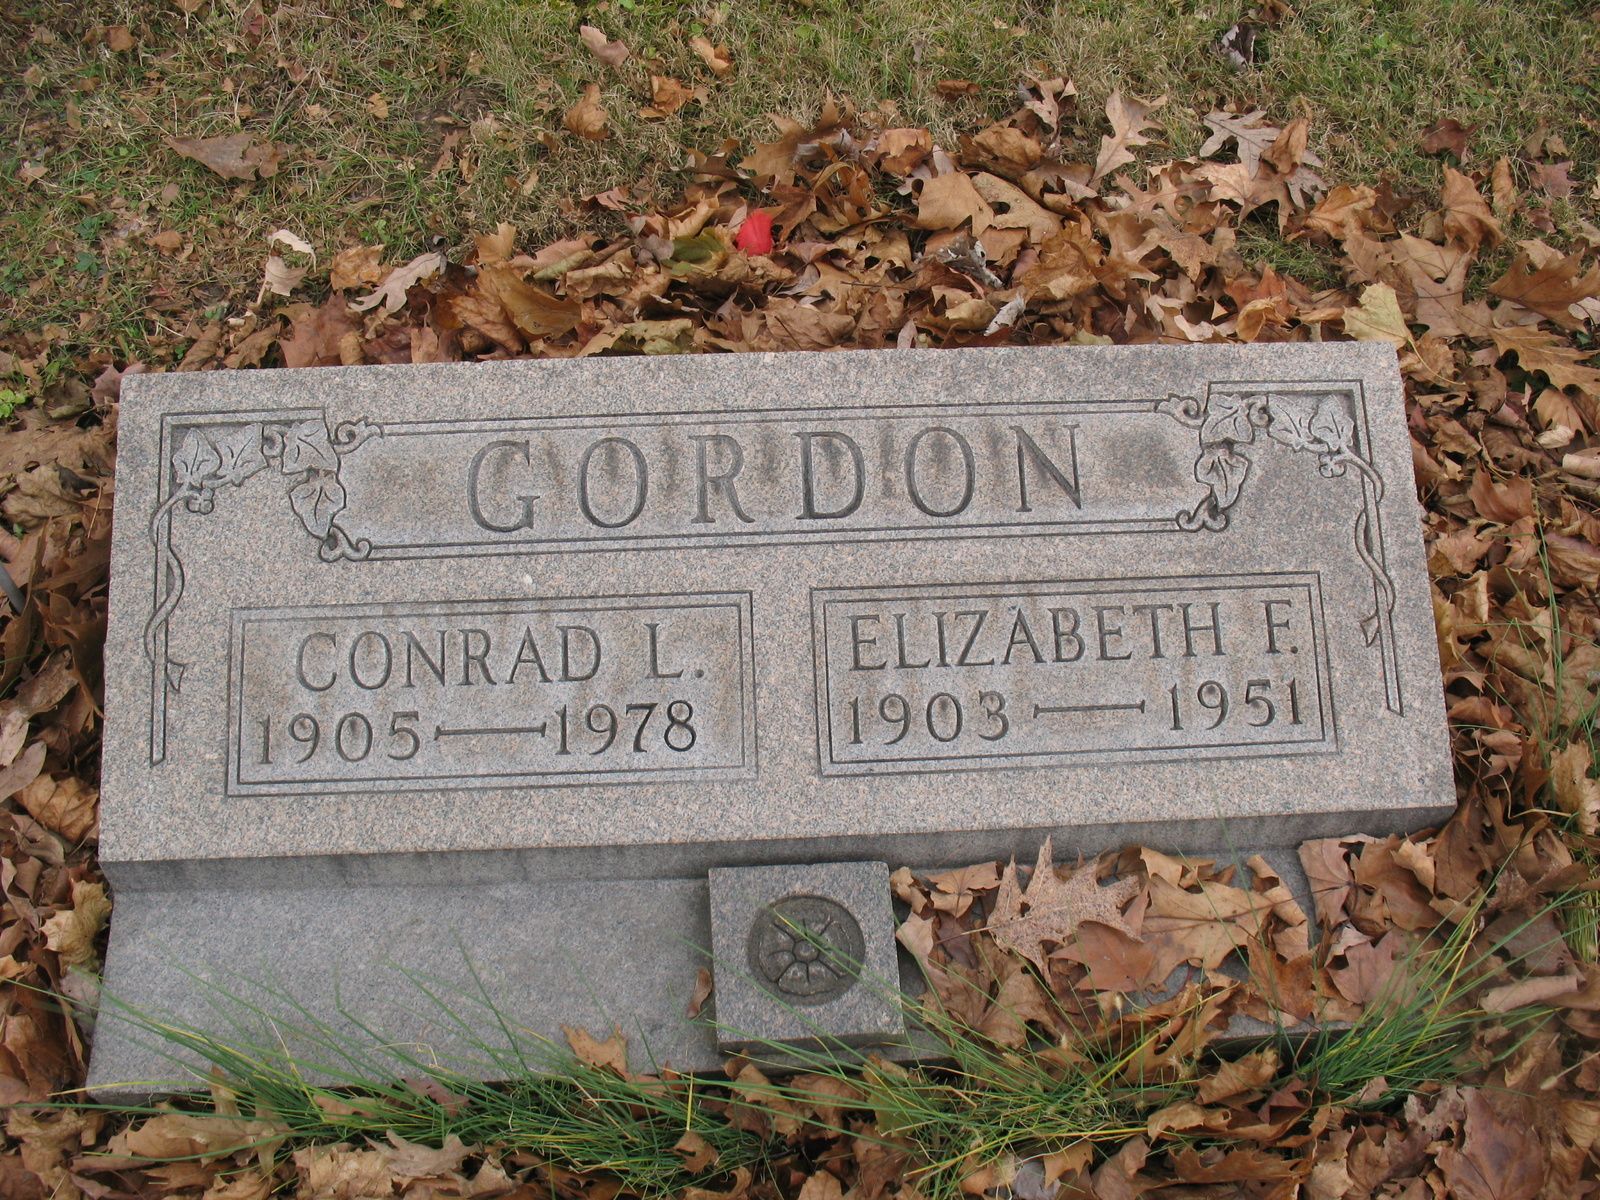 GORDON
CONRAD L.
1905—1978
ELIZABETH F.
1903—1951